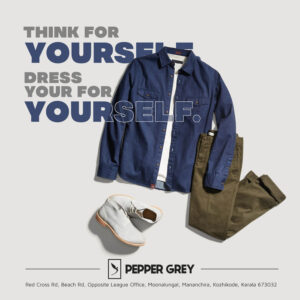 THINK FOR
YOURSELF
DRESS
YOUR FOR
YOURSELF.
PEPPER GREY
Red Cross Rd, Beach Rd, Opposite League Office, Moonalungal, Mananchira, Kozhikode, Kerala 673032